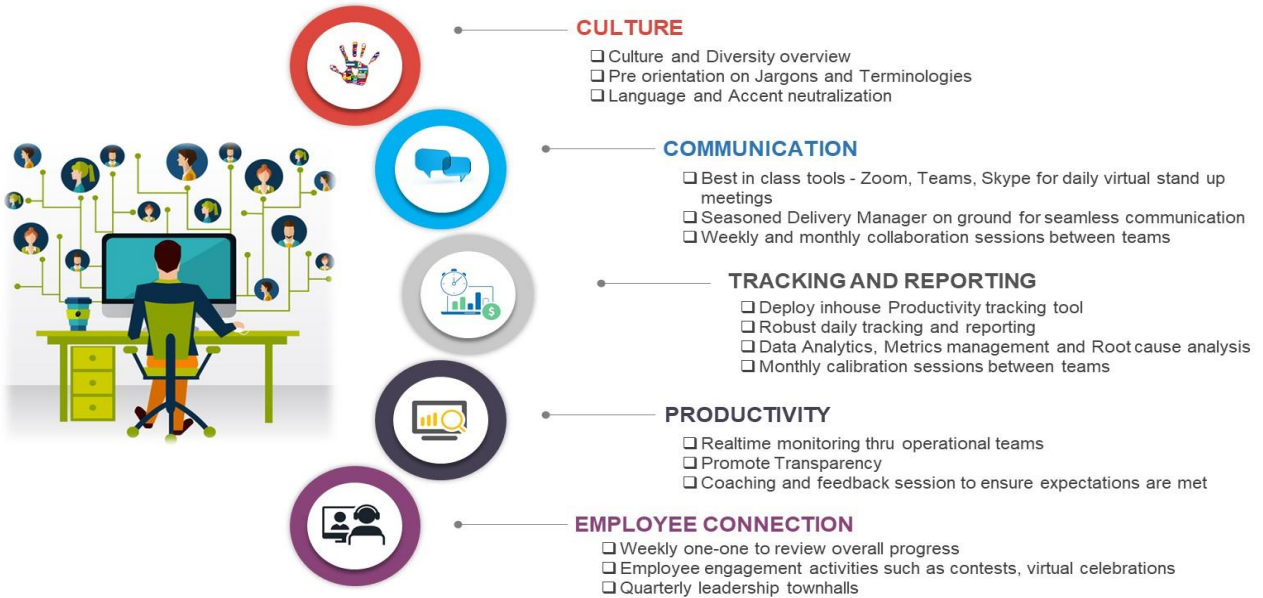 CULTURE
❑ Culture and Diversity overview
❑ Pre orientation on Jargons and Terminologies
❑ Language and Accent neutralization
COMMUNICATION
❑ Best in class tools - Zoom, Teams, Skype for daily virtual stand up
meetings
❑ Seasoned Delivery Manager on ground for seamless communication
❑ Weekly and monthly collaboration sessions between teams
TRACKING AND REPORTING
❑ Deploy inhouse Productivity tracking tool
❑ Robust daily tracking and reporting
❑ Data Analytics, Metrics management and Root cause analysis
❑ Monthly calibration sessions between teams
$
PRODUCTIVITY
❑ Realtime monitoring thru operational teams
❑ Promote Transparency
❑ Coaching and feedback session to ensure expectations are met
EMPLOYEE CONNECTION
❑ Weekly one-one to review overall progress
❑ Employee engagement activities such as contests, virtual celebrations
❑ Quarterly leadership townhalls